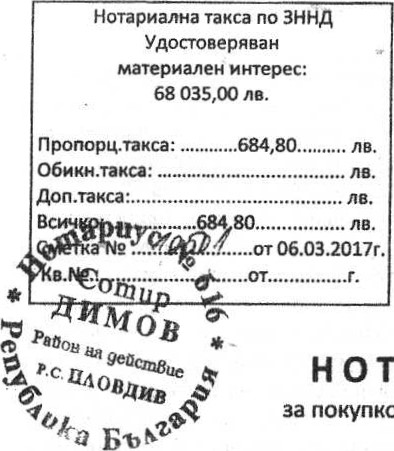 Нотариална такса по ЗННД
Удостоверяван
материален интерес:
68 035,00 лв.
Пропорц.такса: ............684,80.......... лв.
Обикн.такса: ....................................... лв.
Доп.такса:............................................ лв.
Всичко: ...................684,80................... лв.
Сметка № ..........................от 06.03.2017г.
Кв.№ ................................от.................г.
Нотариус № 616
Сотир
ДИМОВ
Район на действие
Р.С. ПЛОВДИВ
* Република България *
НОТ
за покупко